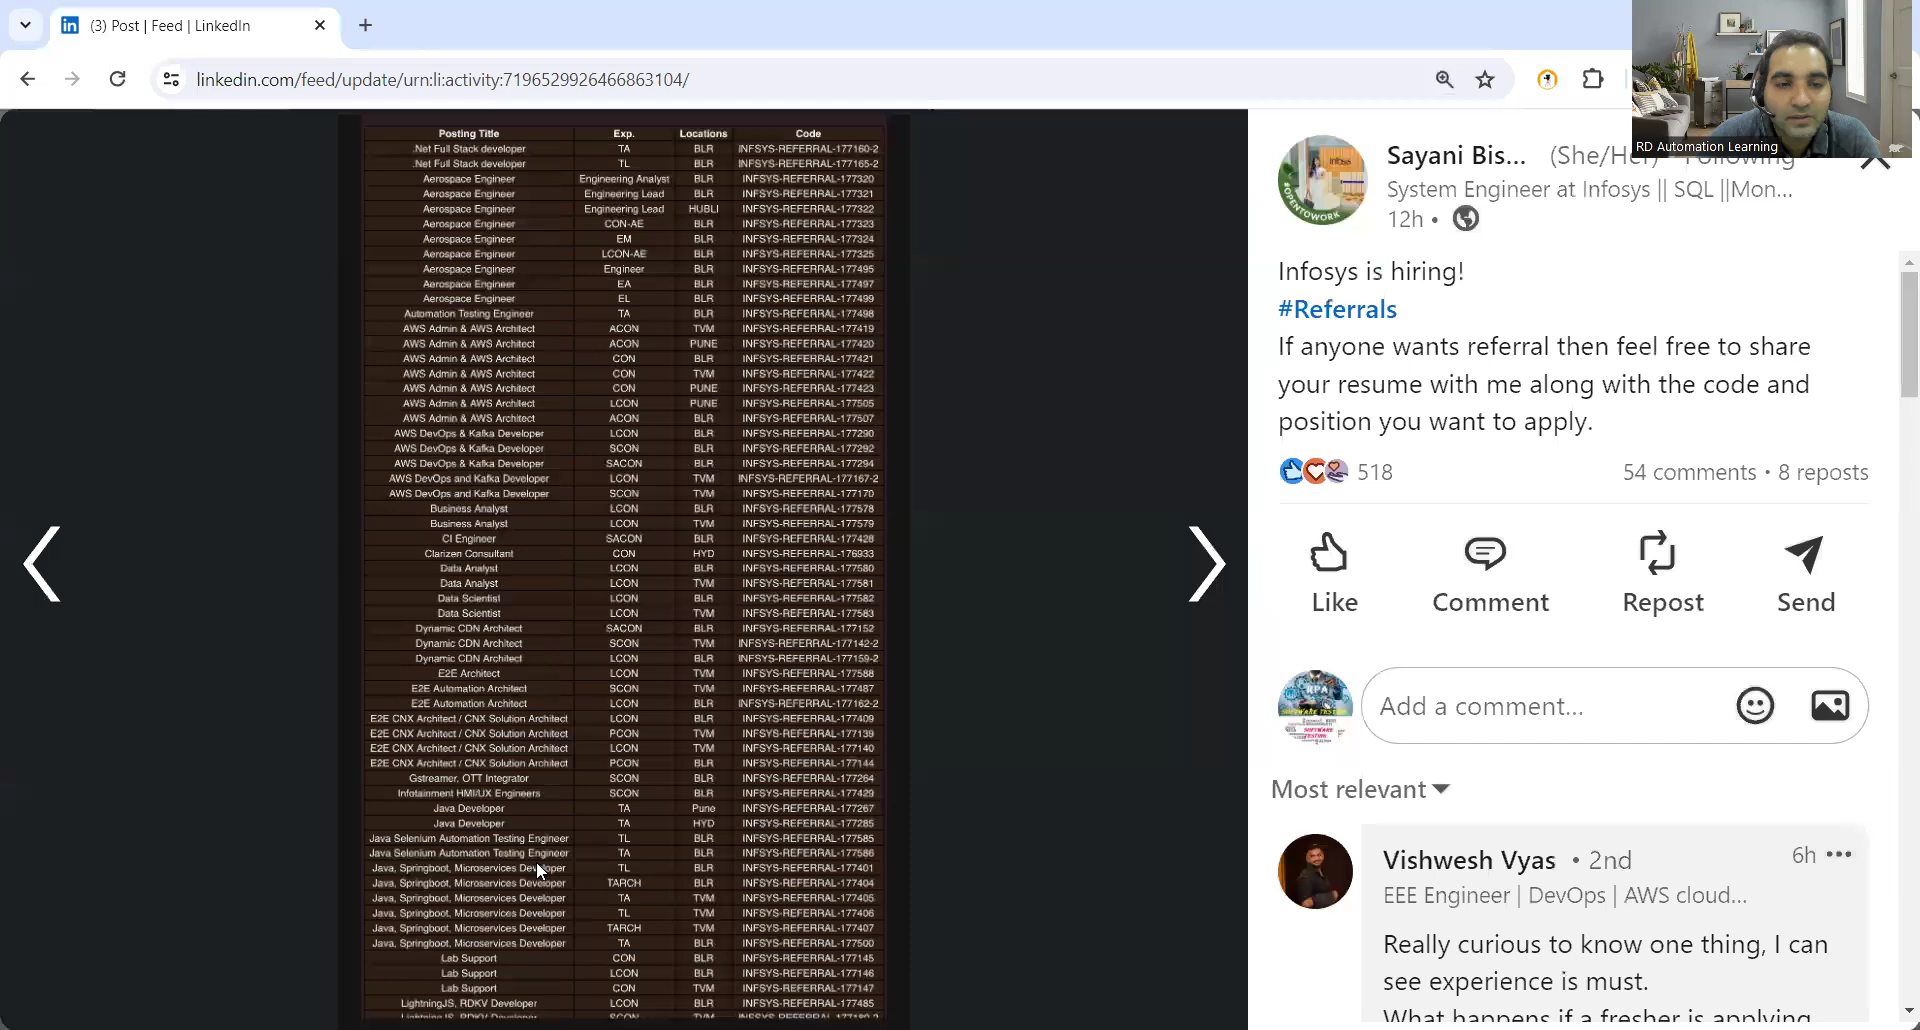 (3) Post | Feed | LinkedIn
linkedin.com/feed/update/urn:li:activity:7196529926466863104/
RD Automation Learning
Posting Title Exp. Locations Code
.Net Full Stack developer TA BLR INFSYS-REFERRAL-177160-2
.Net Full Stack developer TL BLR INFSYS-REFERRAL-177165-2
Aerospace Engineer Engineering Analyst BLR INFSYS-REFERRAL-177320
Aerospace Engineer Engineering Lead BLR INFSYS-REFERRAL-177321
Aerospace Engineer Engineering Lead HUBLI INFSYS-REFERRAL-177322
Aerospace Engineer CON-AE BLR INFSYS-REFERRAL-177323
Aerospace Engineer EM BLR INFSYS-REFERRAL-177324
Aerospace Engineer LCON-AE BLR INFSYS-REFERRAL-177325
Aerospace Engineer Engineer BLR INFSYS-REFERRAL-177495
Aerospace Engineer EA BLR INFSYS-REFERRAL-177497
Aerospace Engineer EL BLR INFSYS-REFERRAL-177499
Automation Testing Engineer TA BLR INFSYS-REFERRAL-177498
AWS Admin & AWS Architect ACON TVM INFSYS-REFERRAL-177419
AWS Admin & AWS Architect ACON PUNE INFSYS-REFERRAL-177420
AWS Admin & AWS Architect CON BLR INFSYS-REFERRAL-177421
AWS Admin & AWS Architect CON TVM INFSYS-REFERRAL-177422
AWS Admin & AWS Architect CON PUNE INFSYS-REFERRAL-177423
AWS Admin & AWS Architect LCON PUNE INFSYS-REFERRAL-177505
AWS Admin & AWS Architect ACON BLR INFSYS-REFERRAL-177507
AWS DevOps & Kafka Developer LCON BLR INFSYS-REFERRAL-177290
AWS DevOps & Kafka Developer SCON BLR INFSYS-REFERRAL-177292
AWS DevOps & Kafka Developer SACON BLR INFSYS-REFERRAL-177294
AWS DevOps and Kafka Developer LCON TVM INFSYS-REFERRAL-177167-2
AWS DevOps and Kafka Developer SCON TVM INFSYS-REFERRAL-177170
Business Analyst LCON BLR INFSYS-REFERRAL-177578
Business Analyst LCON TVM INFSYS-REFERRAL-177579
CI Engineer SACON BLR INFSYS-REFERRAL-177428
Clarizen Consultant CON HYD INFSYS-REFERRAL-176933
Data Analyst LCON BLR INFSYS-REFERRAL-177580
Data Analyst LCON TVM INFSYS-REFERRAL-177581
Data Scientist LCON BLR INFSYS-REFERRAL-177582
Data Scientist LCON TVM INFSYS-REFERRAL-177583
Dynamic CDN Architect SACON BLR INFSYS-REFERRAL-177152
Dynamic CDN Architect SCON TVM INFSYS-REFERRAL-177142-2
Dynamic CDN Architect LCON BLR INFSYS-REFERRAL-177159-2
E2E Architect LCON TVM INFSYS-REFERRAL-177588
E2E Automation Architect SCON TVM INFSYS-REFERRAL-177487
E2E Automation Architect LCON BLR INFSYS-REFERRAL-177162-2
E2E CNX Architect / CNX Solution Architect LCON BLR INFSYS-REFERRAL-177409
E2E CNX Architect / CNX Solution Architect PCON TVM INFSYS-REFERRAL-177139
E2E CNX Architect / CNX Solution Architect LCON TVM INFSYS-REFERRAL-177140
E2E CNX Architect / CNX Solution Architect PCON BLR INFSYS-REFERRAL-177144
Gstreamer, OTT Integrator SCON BLR INFSYS-REFERRAL-177264
Infotainment HMI/UX Engineers SCON BLR INFSYS-REFERRAL-177429
Java Developer TA Pune INFSYS-REFERRAL-177267
Java Developer TA HYD INFSYS-REFERRAL-177285
Java Selenium Automation Testing Engineer TL BLR INFSYS-REFERRAL-177585
Java Selenium Automation Testing Engineer TA BLR INFSYS-REFERRAL-177586
Java, Springboot, Microservices Developer TL BLR INFSYS-REFERRAL-177401
Java, Springboot, Microservices Developer TARCH BLR INFSYS-REFERRAL-177404
Java, Springboot, Microservices Developer TA TVM INFSYS-REFERRAL-177405
Java, Springboot, Microservices Developer TL TVM INFSYS-REFERRAL-177406
Java, Springboot, Microservices Developer TARCH TVM INFSYS-REFERRAL-177407
Java, Springboot, Microservices Developer TA BLR INFSYS-REFERRAL-177500
Lab Support CON BLR INFSYS-REFERRAL-177145
Lab Support LCON BLR INFSYS-REFERRAL-177146
Lab Support CON TVM INFSYS-REFERRAL-177147
LightningJS, RDKV Developer LCON BLR INFSYS-REFERRAL-177485
LightningJS, RDKV Developer SCON TVM
Sayani Bis... (She/Her) Following
System Engineer at Infosys || SQL ||Mon...
12h •
Infosys is hiring!
#Referrals
If anyone wants referral then feel free to share
your resume with me along with the code and
position you want to apply.
518 54 comments • 8 reposts
Like Comment Repost Send
Add a comment...
Most relevant
Vishwesh Vyas • 2nd 6h
EEE Engineer | DevOps | AWS cloud...
Really curious to know one thing, I can
see experience is must.
What happens if a fresher is applying